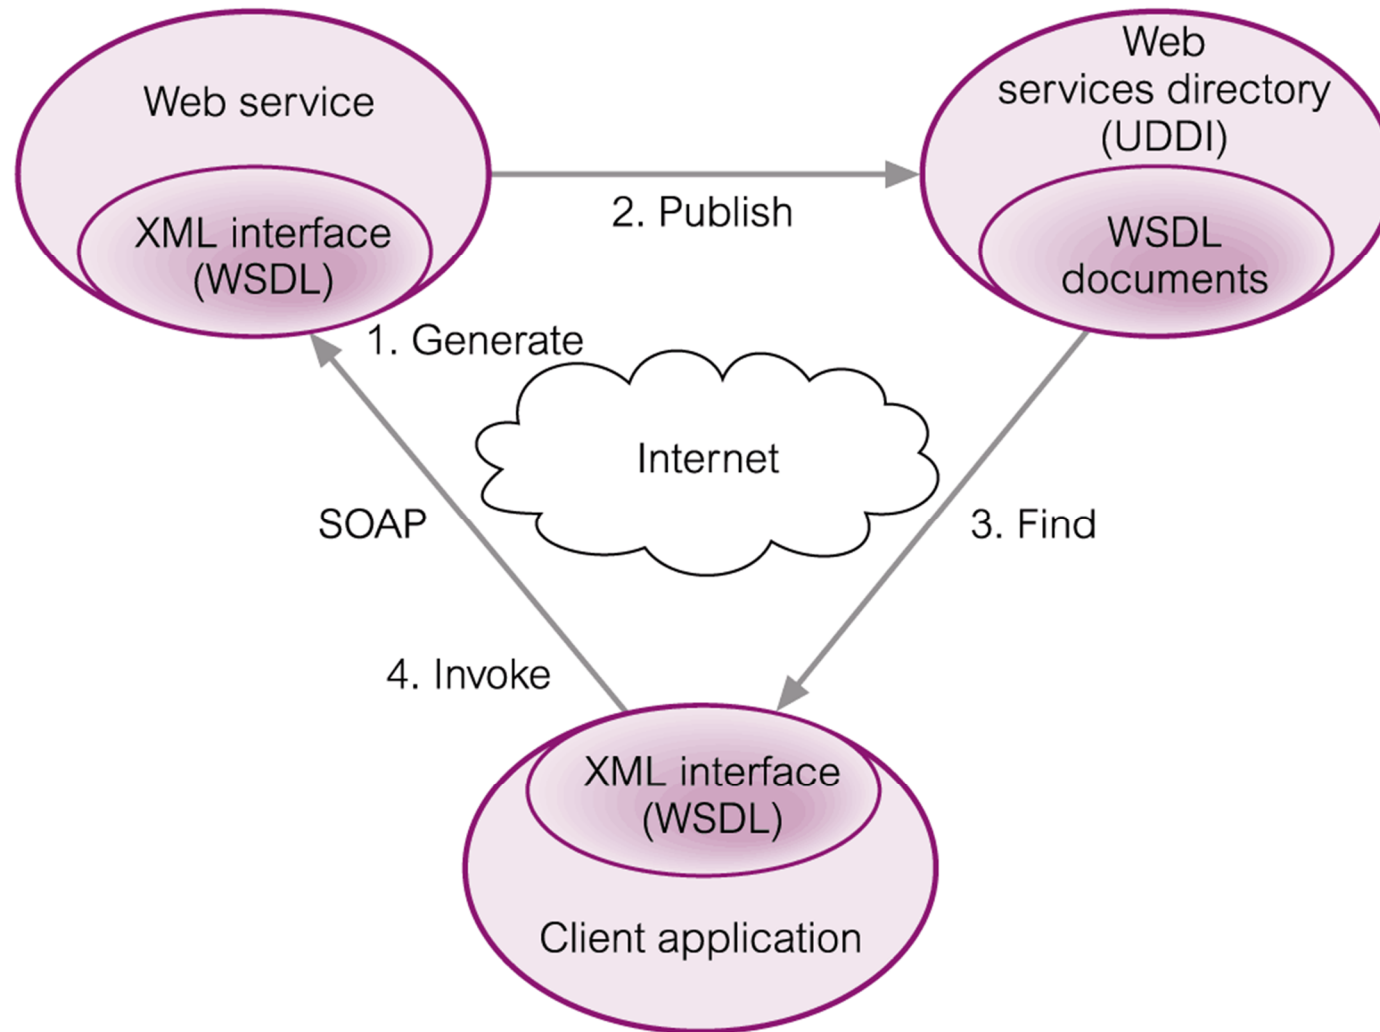 Web service
XML interface
(WSDL)
Web
services directory
(UDDI)
WSDL
documents
2. Publish
1. Generate
Internet
SOAP
3. Find
4. Invoke
XML interface
(WSDL)
Client application